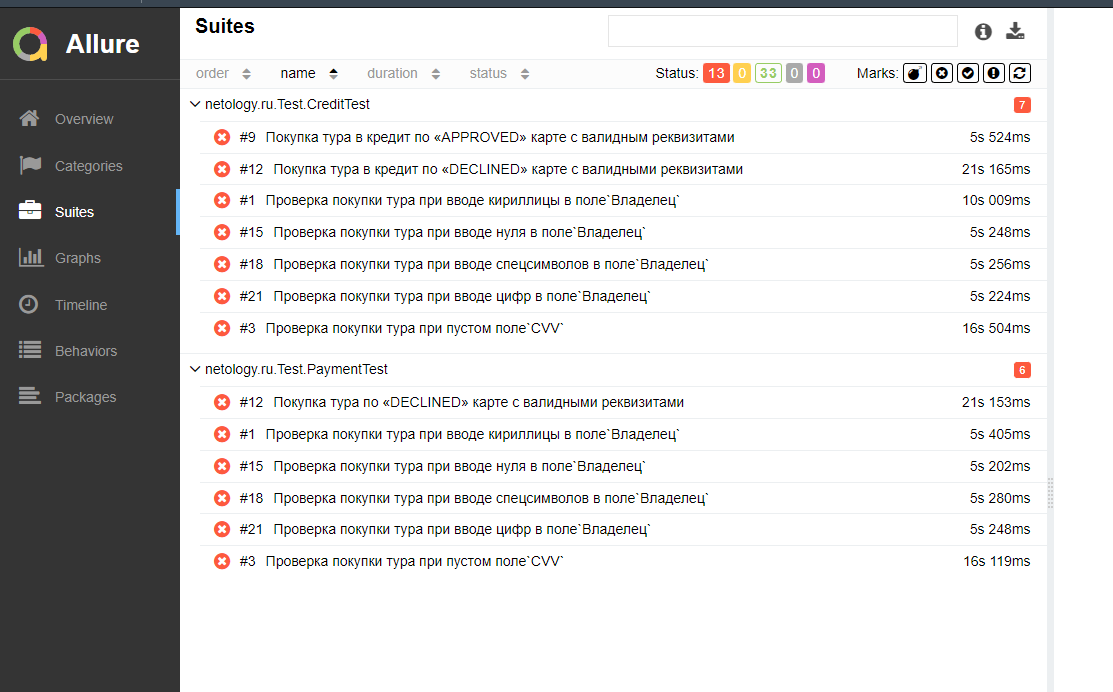 Allure
Overview
Categories
Suites
Graphs
Timeline
Behaviors
Packages
Suites
order name duration status Status: 13 0 33 0 0 Marks:
netology.ru.Test.CreditTest 7
#9 Покупка тура в кредит по «APPROVED» карте с валидным реквизитами 5s 524ms
#12 Покупка тура в кредит по «DECLINED» карте с валидными реквизитами 21s 165ms
#1 Проверка покупки тура при вводе кириллицы в поле`Владелец` 10s 009ms
#15 Проверка покупки тура при вводе нуля в поле`Владелец` 5s 248ms
#18 Проверка покупки тура при вводе спецсимволов в поле`Владелец` 5s 256ms
#21 Проверка покупки тура при вводе цифр в поле`Владелец` 5s 224ms
#3 Проверка покупки тура при пустом поле`CVV` 16s 504ms
netology.ru.Test.PaymentTest 6
#12 Покупка тура по «DECLINED» карте с валидными реквизитами 21s 153ms
#1 Проверка покупки тура при вводе кириллицы в поле`Владелец` 5s 405ms
#15 Проверка покупки тура при вводе нуля в поле`Владелец` 5s 202ms
#18 Проверка покупки тура при вводе спецсимволов в поле`Владелец` 5s 280ms
#21 Проверка покупки тура при вводе цифр в поле`Владелец` 5s 248ms
#3 Проверка покупки тура при пустом поле`CVV` 16s 119ms